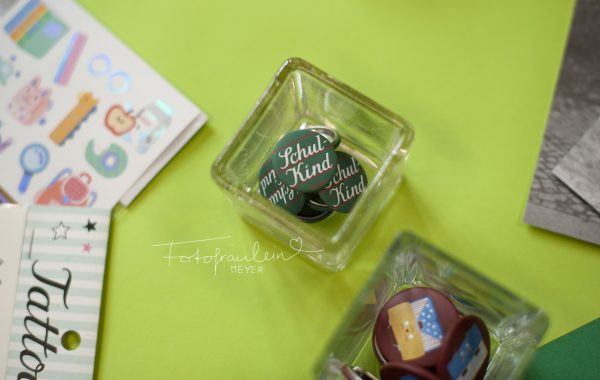 Schul-
Kind
Schul-
Kind
Tattoo
Fotofräulein
MEYER